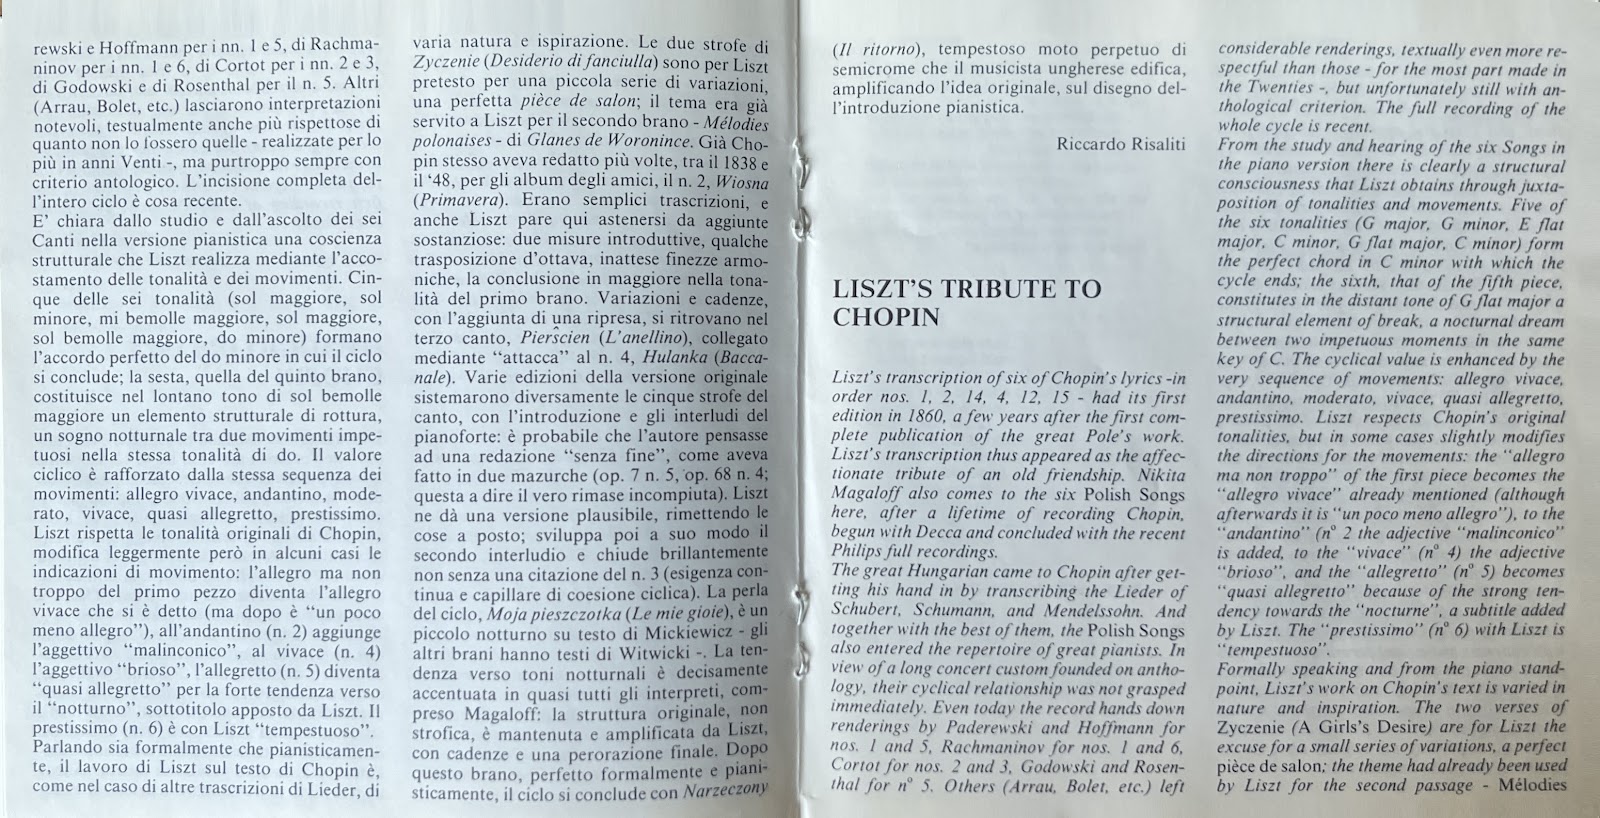 rewski e Hoffmann per i nn. 1 e 5, di Rachma-
ninov per i nn. 1 e 6, di Cortot per i nn. 2 e 3,
di Godowski e di Rosenthal per il n. 5. Altri
(Arrau, Bolet, etc.) lasciarono interpretazioni
notevoli, testualmente anche più rispettose di
quanto non lo fossero quelle - realizzate per lo
più in anni Venti -, ma purtroppo sempre con
criterio antologico. L'incisione completa del-
l'intero ciclo è cosa recente.
E' chiara dallo studio e dall'ascolto dei sei
Canti nella versione pianistica una coscienza
strutturale che Liszt realizza mediante l'acco-
stamento delle tonalità e dei movimenti. Cin-
que delle sei tonalità (sol maggiore, sol
minore, mi bemolle maggiore, sol maggiore,
sol bemolle maggiore, do minore) formano
l'accordo perfetto del do minore in cui il ciclo
si conclude; la sesta, quella del quinto brano,
costituisce nel lontano tono di sol bemolle
maggiore un elemento strutturale di rottura,
un sogno notturnale tra due movimenti impe-
tuosi nella stessa tonalità di do. Il valore
ciclico è rafforzato dalla stessa sequenza dei
movimenti: allegro vivace, andantino, mode-
rato, vivace, quasi allegretto, prestissimo.
Liszt rispetta le tonalità originali di Chopin,
modifica leggermente però in alcuni casi le
indicazioni di movimento: l'allegro ma non
troppo del primo pezzo diventa l'allegro
vivace che si è detto (ma dopo è “un poco
meno allegro”), all'andantino (n. 2) aggiunge
l'aggettivo “malinconico”, al vivace (n. 4)
l'aggettivo “brioso”, l'allegretto (n. 5) diventa
“quasi allegretto” per la forte tendenza verso
il “notturno”, sottotitolo apposto da Liszt. Il
prestissimo (n. 6) è con Liszt “tempestuoso”.
Parlando sia formalmente che pianisticamen-
te, il lavoro di Liszt sul testo di Chopin è,
come nel caso di altre trascrizioni di Lieder, di
varia natura e ispirazione. Le due strofe di
Zyczenie (Desiderio di fanciulla) sono per Liszt
pretesto per una piccola serie di variazioni,
una perfetta pièce de salon; il tema era già
servito a Liszt per il secondo brano - Mélodies
polonaises - di Glanes de Woronince. Già Cho-
pin stesso aveva redatto più volte, tra il 1838 e
il ‘48, per gli album degli amici, il n. 2, Wiosna
(Primavera). Erano semplici trascrizioni, e
anche Liszt pare qui astenersi da aggiunte
sostanziose: due misure introduttive, qualche
trasposizione d'ottava, inattese finezze armo-
niche, la conclusione in maggiore nella tona-
lità del primo brano. Variazioni e cadenze,
con l'aggiunta di una ripresa, si ritrovano nel
terzo canto, Pierścien (L'anellino), collegato
mediante “attacca” al n. 4, Hulanka (Bacca-
nale). Varie edizioni della versione originale
sistemarono diversamente le cinque strofe del
canto, con l'introduzione e gli interludi del
pianoforte: è probabile che l'autore pensasse
ad una redazione “senza fine”, come aveva
fatto in due mazurche (op. 7 n. 5, op. 68 n. 4;
questa a dire il vero rimase incompiuta). Liszt
ne dà una versione plausibile, rimettendo le
cose a posto; sviluppa poi a suo modo il
secondo interludio e chiude brillantemente
non senza una citazione del n. 3 (esigenza con-
tinua e capillare di coesione ciclica). La perla
del ciclo, Moja pieszczotka (Le mie gioie), è un
piccolo notturno su testo di Mickiewicz - gli
altri brani hanno testi di Witwicki -. La ten-
denza verso toni notturnali è decisamente
accentuata in quasi tutti gli interpreti, com-
preso Magaloff: la struttura originale, non
strofica, è mantenuta e amplificata da Liszt,
con cadenze e una perorazione finale. Dopo
questo brano, perfetto formalmente e piani-
sticamente, il ciclo si conclude con Narzeczony
(Il ritorno), tempestoso moto perpetuo di
semicrome che il musicista ungherese edifica,
amplificando l'idea originale, sul disegno del-
l'introduzione pianistica.
Riccardo Risaliti
LISZT'S TRIBUTE TO
CHOPIN
Liszt's transcription of six of Chopin's lyrics -in
order nos. 1, 2, 14, 4, 12, 15 - had its first
edition in 1860, a few years after the first com-
plete publication of the great Pole's work.
Liszt's transcription thus appeared as the affec-
tionate tribute of an old friendship. Nikita
Magaloff also comes to the six Polish Songs
here, after a lifetime of recording Chopin,
begun with Decca and concluded with the recent
Philips full recordings.
The great Hungarian came to Chopin after get-
ting his hand in by transcribing the Lieder of
Schubert, Schumann, and Mendelssohn. And
together with the best of them, the Polish Songs
also entered the repertoire of great pianists. In
view of a long concert custom founded on antho-
logy, their cyclical relationship was not grasped
immediately. Even today the record hands down
renderings by Paderewski and Hoffmann for
nos. 1 and 5, Rachmaninov for nos. 1 and 6,
Cortot for nos. 2 and 3, Godowski and Rosen-
thal for n° 5. Others (Arrau, Bolet, etc.) left
considerable renderings, textually even more re-
spectful than those - for the most part made in
the Twenties -, but unfortunately still with an-
thological criterion. The full recording of the
whole cycle is recent.
From the study and hearing of the six Songs in
the piano version there is clearly a structural
consciousness that Liszt obtains through juxta-
position of tonalities and movements. Five of
the six tonalities (G major, G minor, E flat
major, C minor, G flat major, C minor) form
the perfect chord in C minor with which the
cycle ends; the sixth, that of the fifth piece,
constitutes in the distant tone of G flat major a
structural element of break, a nocturnal dream
between two impetuous moments in the same
key of C. The cyclical value is enhanced by the
very sequence of movements: allegro vivace,
andantino, moderato, vivace, quasi allegretto,
prestissimo. Liszt respects Chopin's original
tonalities, but in some cases slightly modifies
the directions for the movements: the “allegro
ma non troppo” of the first piece becomes the
“allegro vivace” already mentioned (although
afterwards it is “un poco meno allegro”), to the
“andantino” (n° 2 the adjective “malinconico”
is added, to the “vivace” (n° 4) the adjective
“brioso”, and the “allegretto” (n° 5) becomes
“quasi allegretto” because of the strong ten-
dency towards the “nocturne”, a subtitle added
by Liszt. The “prestissimo” (n° 6) with Liszt is
“tempestuoso”.
Formally speaking and from the piano stand-
point, Liszt's work on Chopin's text is varied in
nature and inspiration. The two verses of
Zyczenie (A Girls's Desire) are for Liszt the
excuse for a small series of variations, a perfect
pièce de salon; the theme had already been used
by Liszt for the second passage - Mélodies